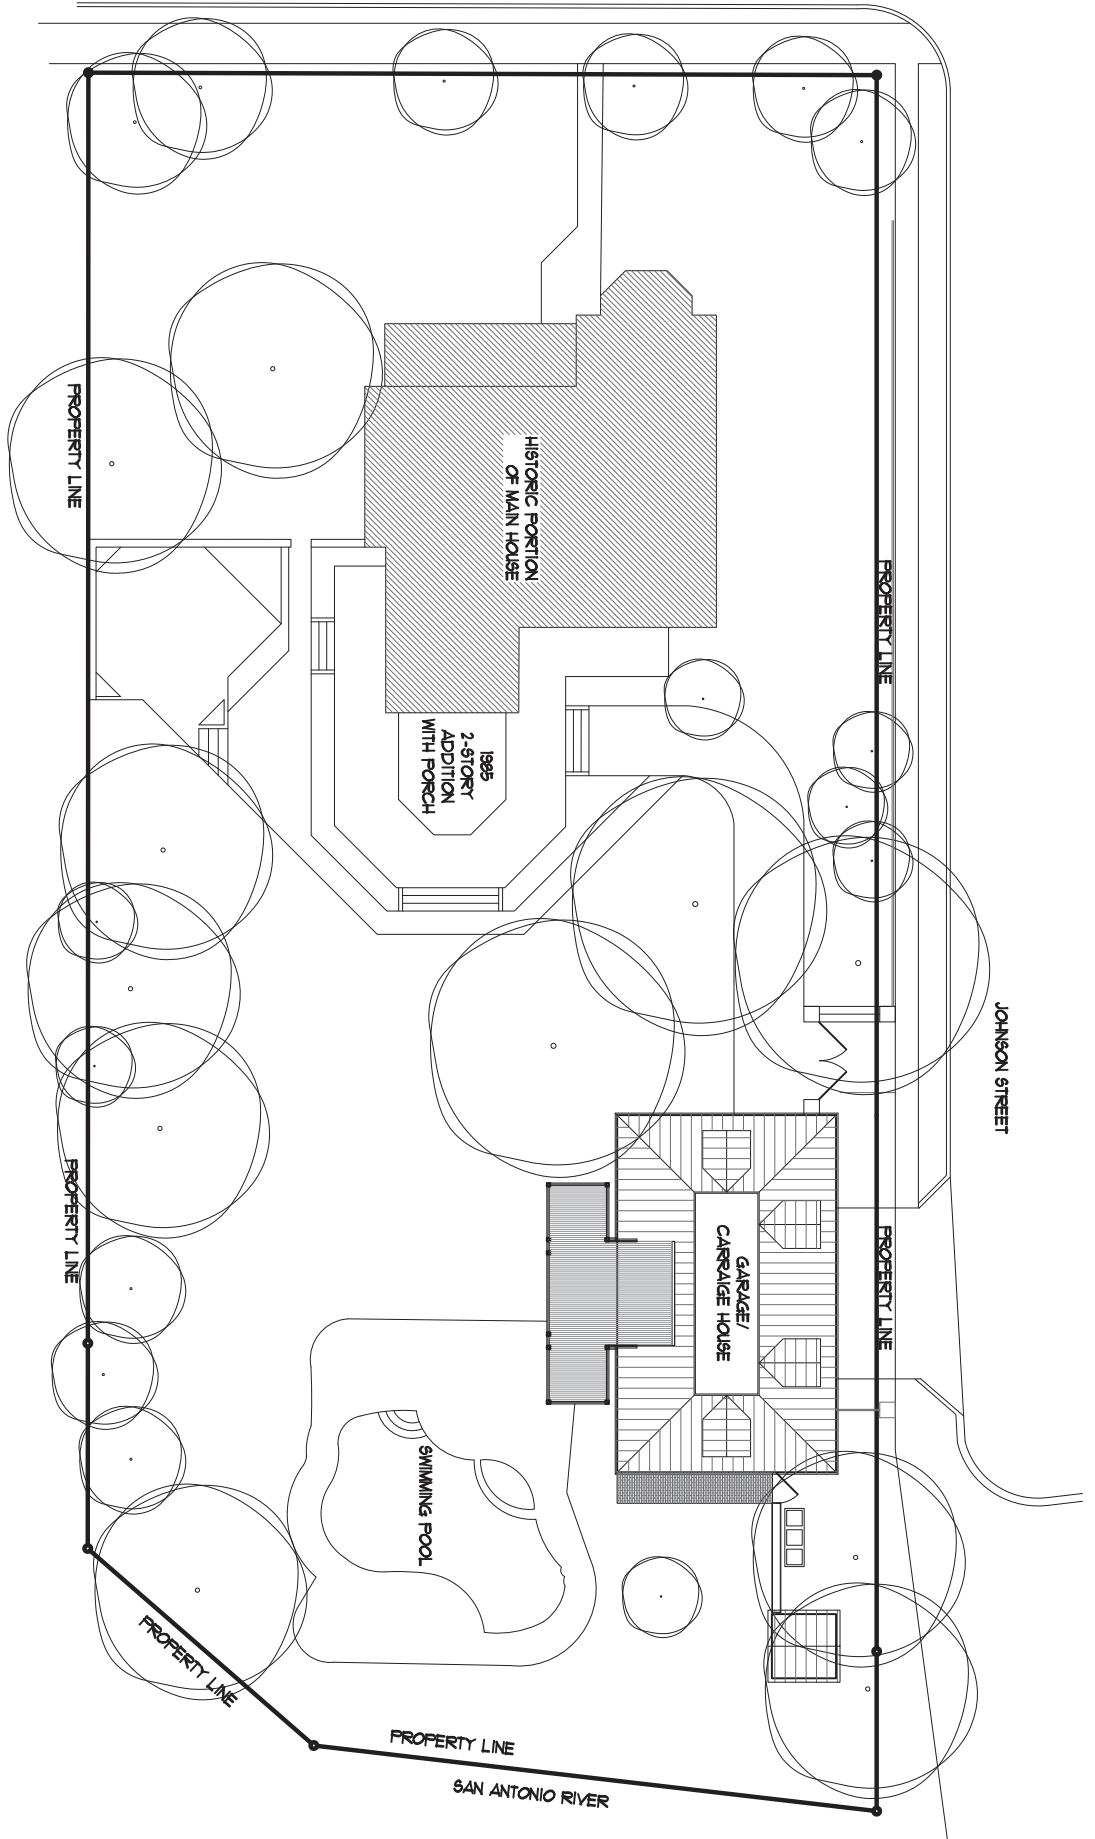 PROPERTY LINE
HISTORIC PORTION
OF MAIN HOUSE
PROPERTY LINE
1985
2-STORY
ADDITION
WITH PORCH
JOHNSON STREET
PROPERTY LINE
GARAGE/
CARRAIGE HOUSE
PROPERTY LINE
SWIMMING POOL
PROPERTY LINE
PROPERTY LINE
SAN ANTONIO RIVER